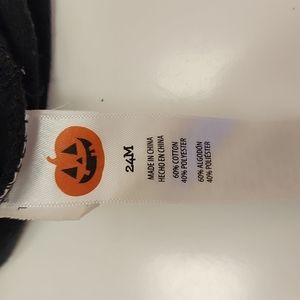 24M
MADE IN CHINA
HECHO EN CHINA
60% COTTON
40% POLYESTER
60% ALGODÓN
40% POLIÉSTER